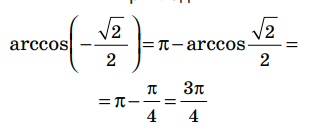 arccos(−√2/2) = π − arccos √2/2 =
= π − π/4 = 3π/4